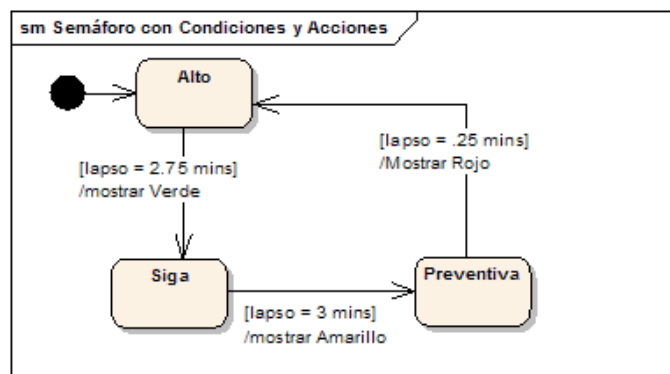 sm Semáforo con Condiciones y Acciones
Alto
[lapso = 2.75 mins]
/mostrar Verde
[lapso = .25 mins]
/Mostrar Rojo
Siga
Preventiva
[lapso = 3 mins]
/mostrar Amarillo